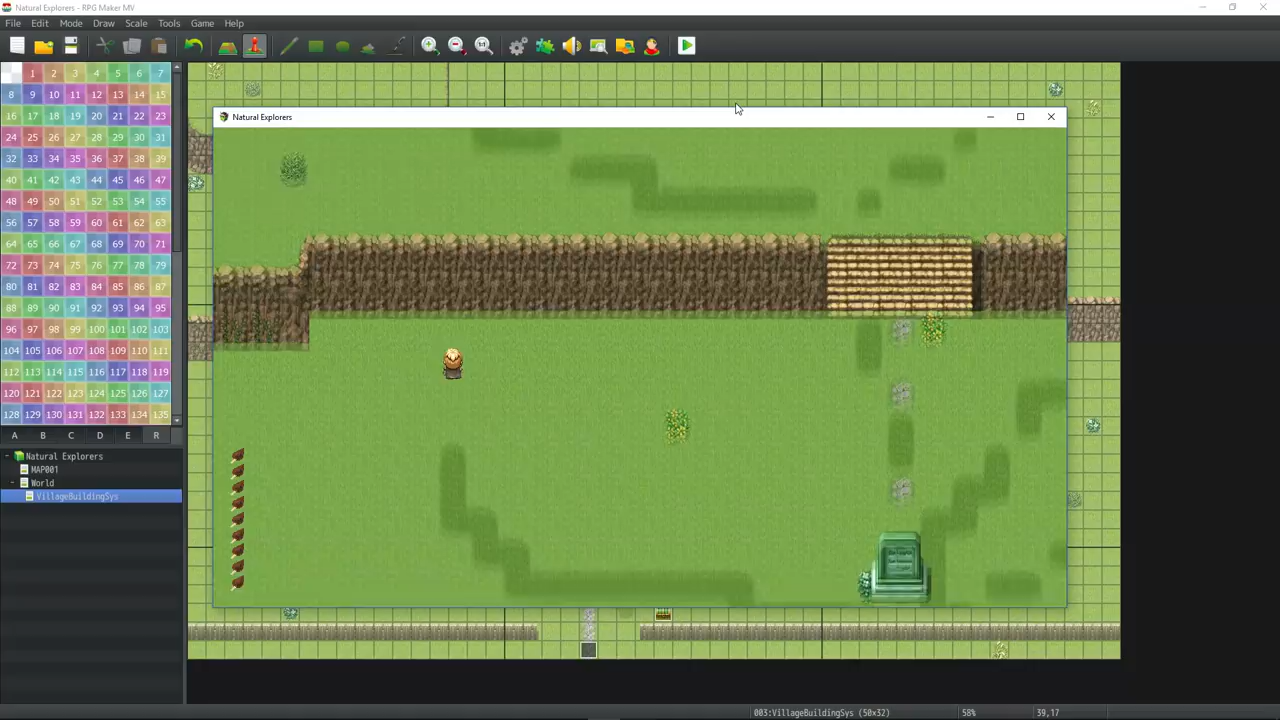 Natural Explorers - RPG Maker MV
File Edit Mode Draw Scale Tools Game Help
1 2 3 4 5 6 7
8 9 10 11 12 13 14 15
16 17 18 19 20 21 22 23
24 25 26 27 28 29 30 31
32 33 34 35 36 37 38 39
40 41 42 43 44 45 46 47
48 49 50 51 52 53 54 55
56 57 58 59 60 61 62 63
64 65 66 67 68 69 70 71
72 73 74 75 76 77 78 79
80 81 82 83 84 85 86 87
88 89 90 91 92 93 94 95
96 97 98 99 100 101 102 103
104 105 106 107 108 109 110 111
112 113 114 115 116 117 118 119
120 121 122 123 124 125 126 127
128 129 130 131 132 133 134 135
A B C D E R
Natural Explorers
MAP001
World
VillageBuildingSys
Natural Explorers
003:VillageBuildingSys (50x32) 58% 39,17